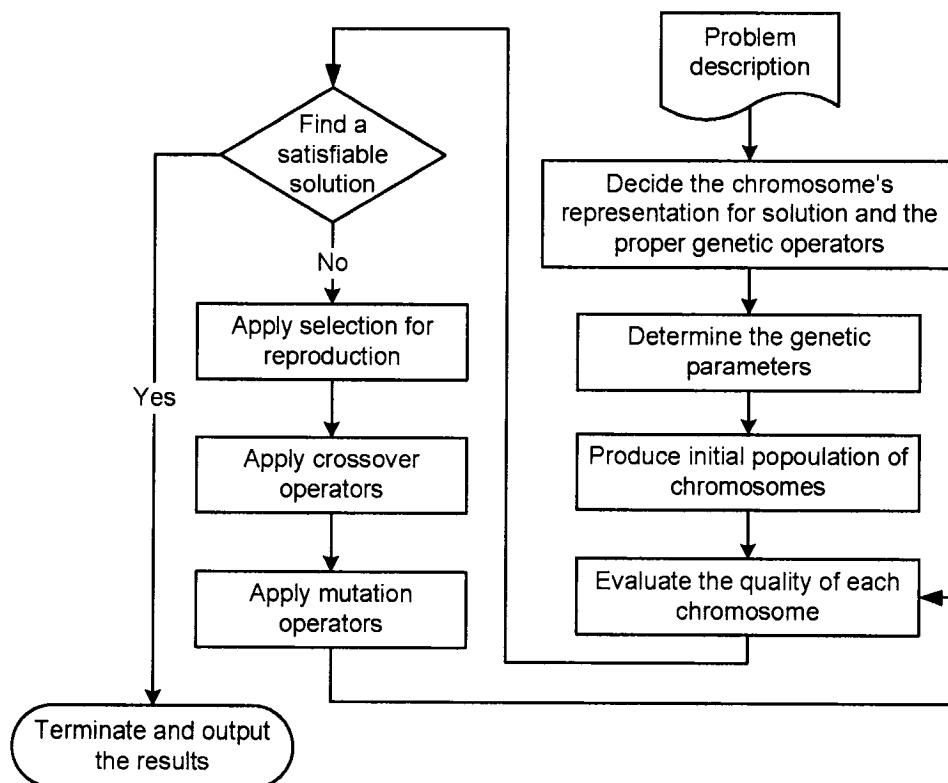 Problem
description
Decide the chromosome's
representation for solution and the
proper genetic operators
Determine the genetic
parameters
Produce initial popoulation of
chromosomes
Evaluate the quality of each
chromosome
Find a
satisfiable
solution
No
Yes
Apply selection for
reproduction
Apply crossover
operators
Apply mutation
operators
Terminate and output
the results